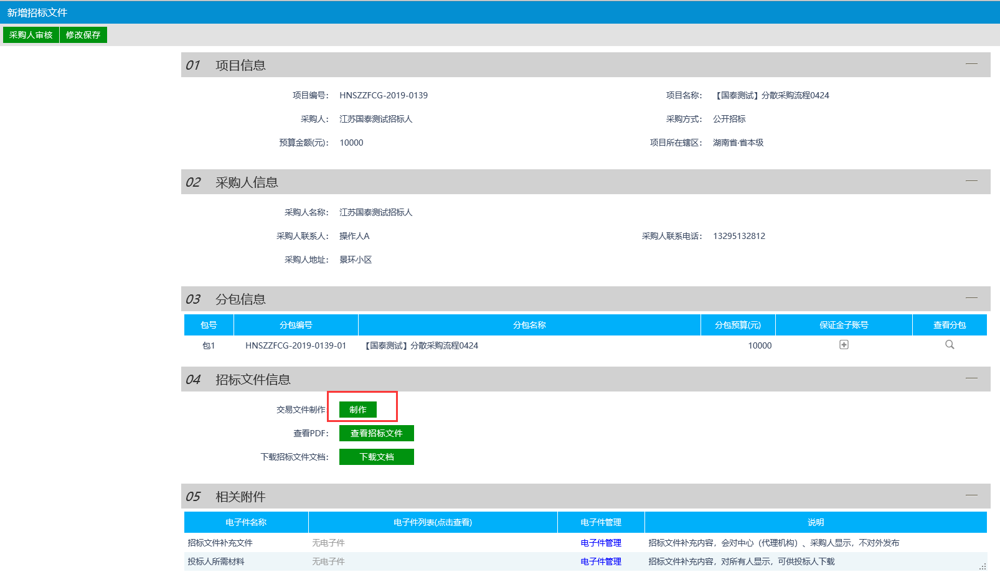 新增招标文件
采购人审核 修改保存
01 项目信息
项目编号： HNSZZFCG-2019-0139 项目名称： 【国泰测试】分散采购流程0424
采购人： 江苏国泰测试招标人 采购方式： 公开招标
预算金额(元)： 10000 项目所在辖区： 湖南省·省本级
02 采购人信息
采购人名称： 江苏国泰测试招标人
采购人联系人： 操作人A 采购人联系电话： 13295132812
采购人地址： 景环小区
03 分包信息
包号 分包编号 分包名称 分包预算(元) 保证金子账号 查看分包
包1 HNSZZFCG-2019-0139-01 【国泰测试】分散采购流程0424 10000
04 招标文件信息
交易文件制作： 制作
查看PDF： 查看招标文件
下载招标文件文档： 下载文档
05 相关附件
电子件名称 电子件列表(点击查看) 电子件管理 说明
招标文件补充文件 无电子件 电子件管理 招标文件补充内容，会对中心（代理机构）、采购人显示，不对外发布
投标人所需材料 无电子件 电子件管理 招标文件补充内容，对所有人显示，可供投标人下载